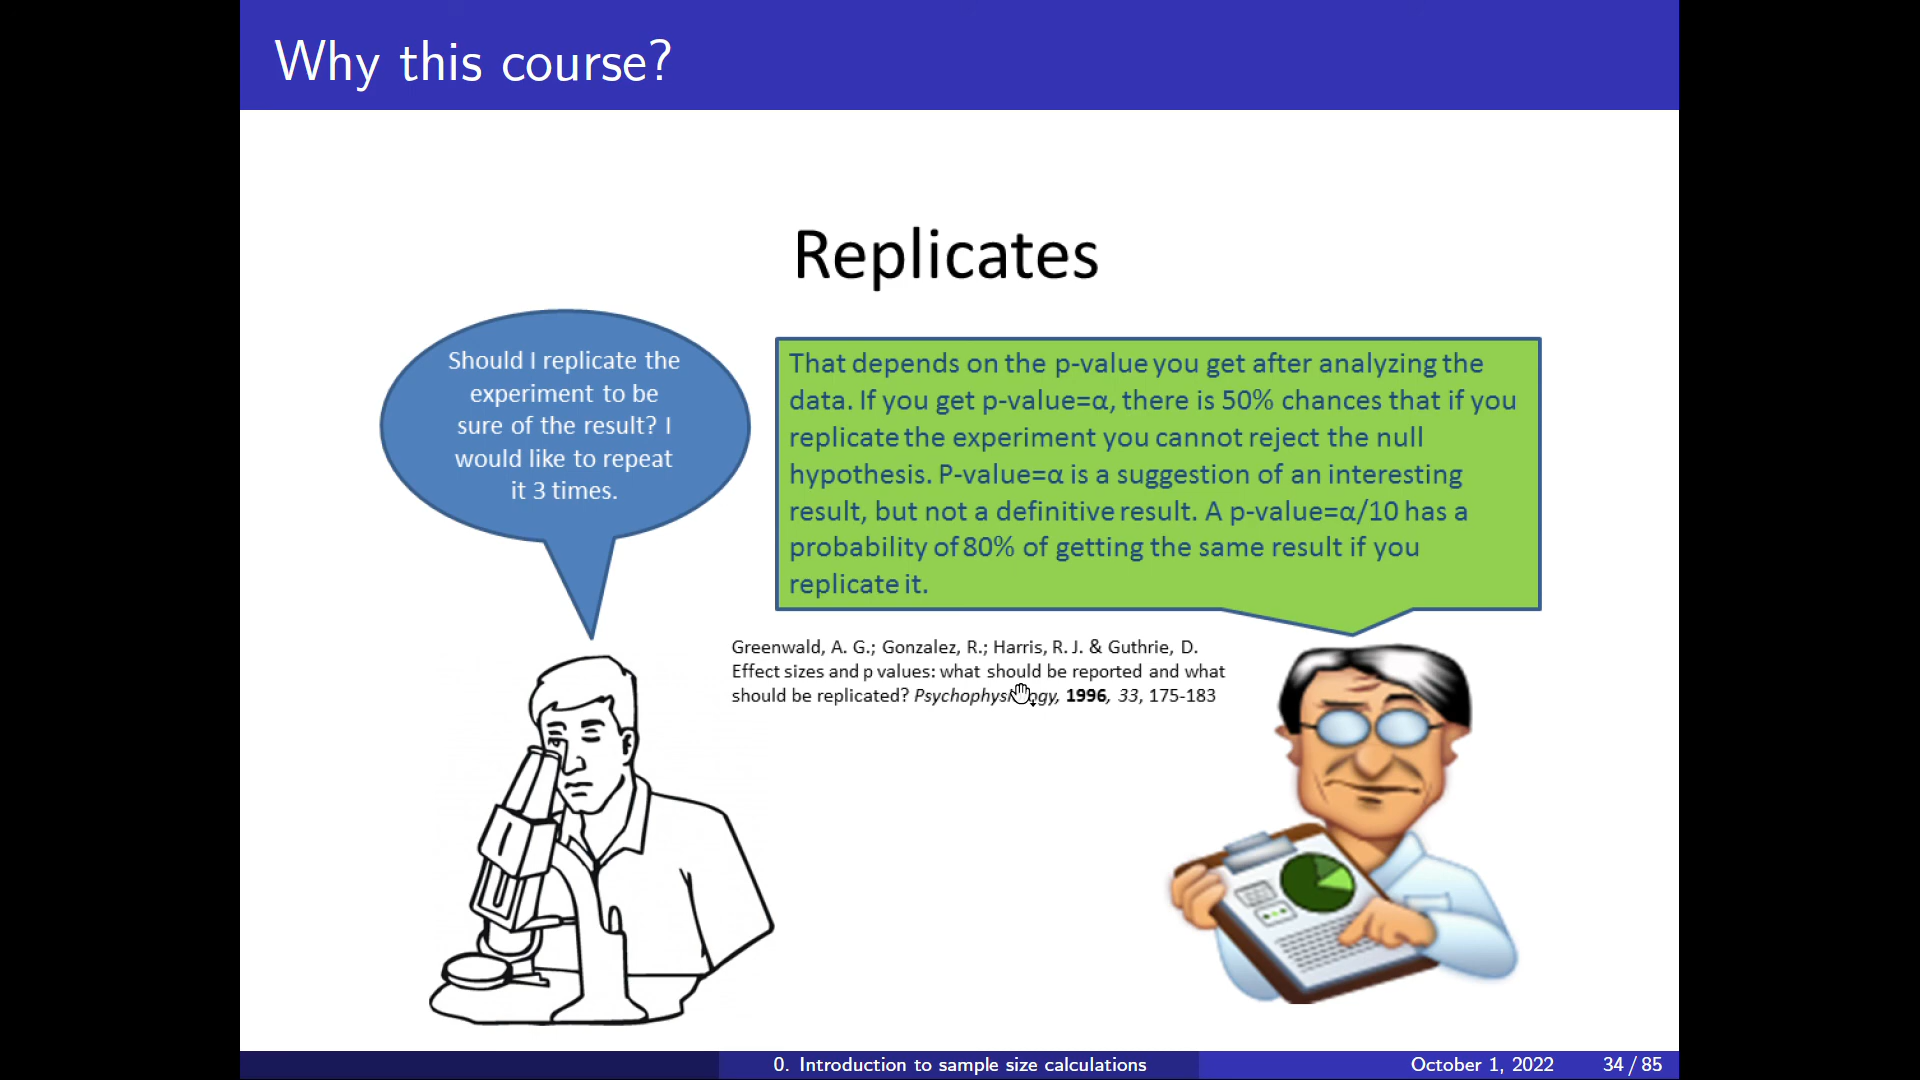 Why this course?
Replicates
Should I replicate the
experiment to be
sure of the result? I
would like to repeat
it 3 times.
That depends on the p-value you get after analyzing the
data. If you get p-value=α, there is 50% chances that if you
replicate the experiment you cannot reject the null
hypothesis. P-value=α is a suggestion of an interesting
result, but not a definitive result. A p-value=α/10 has a
probability of 80% of getting the same result if you
replicate it.
Greenwald, A. G.; Gonzalez, R.; Harris, R. J. & Guthrie, D.
Effect sizes and p values: what should be reported and what
should be replicated? Psychophysiology, 1996, 33, 175-183
0. Introduction to sample size calculations
October 1, 2022
34 / 85